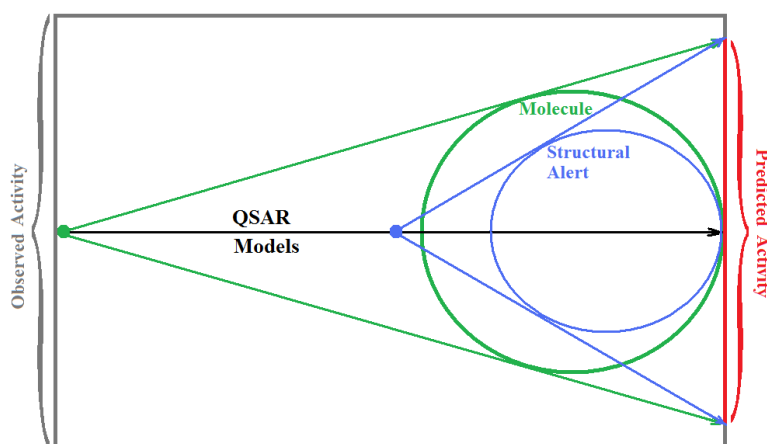 Observed Activity
QSAR
Models
Molecule
Structural
Alert
Predicted Activity